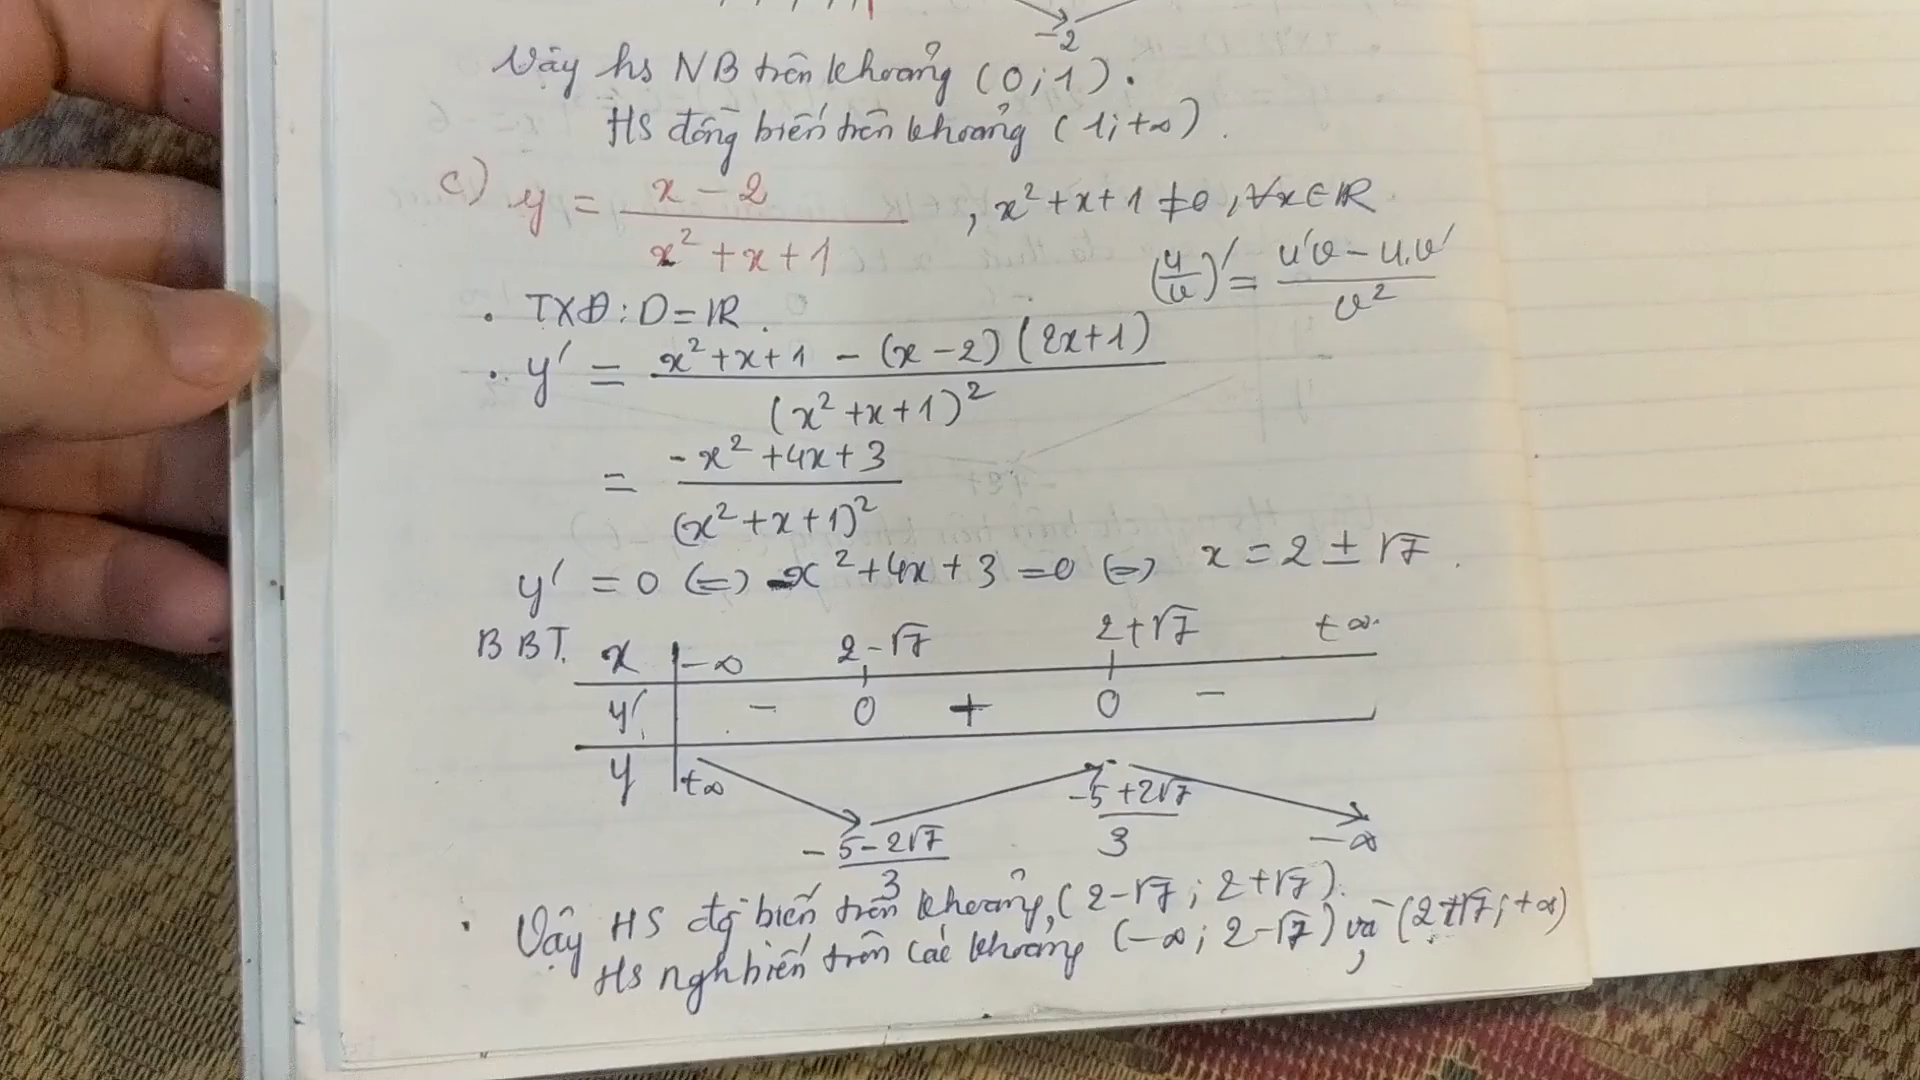 -2
Vậy hs NB trên khoảng (0;1).
HS đồng biến trên khoảng (1;+∞).
c) y = (x - 2)/(x² + x + 1) , x² + x + 1 ≠ 0, ∀x ∈ R
(u/v)' = (u'v - u.v')/v²
. TXĐ: D = R.
. y' = (x² + x + 1 - (x - 2)(2x + 1))/(x² + x + 1)²
= (-x² + 4x + 3)/(x² + x + 1)²
y' = 0 (=) -x² + 4x + 3 = 0 (=) x = 2 ± √7.
BBT. x | -∞ 2-√7 2+√7 +∞
y' | - 0 + 0 -
y | +∞ -(5-2√7)/3 (-5+2√7)/3 -∞
. Vậy HS đg biến trên khoảng (2-√7; 2+√7).
Hs ngh biến trên các khoảng (-∞; 2-√7) và (2+√7; +∞)